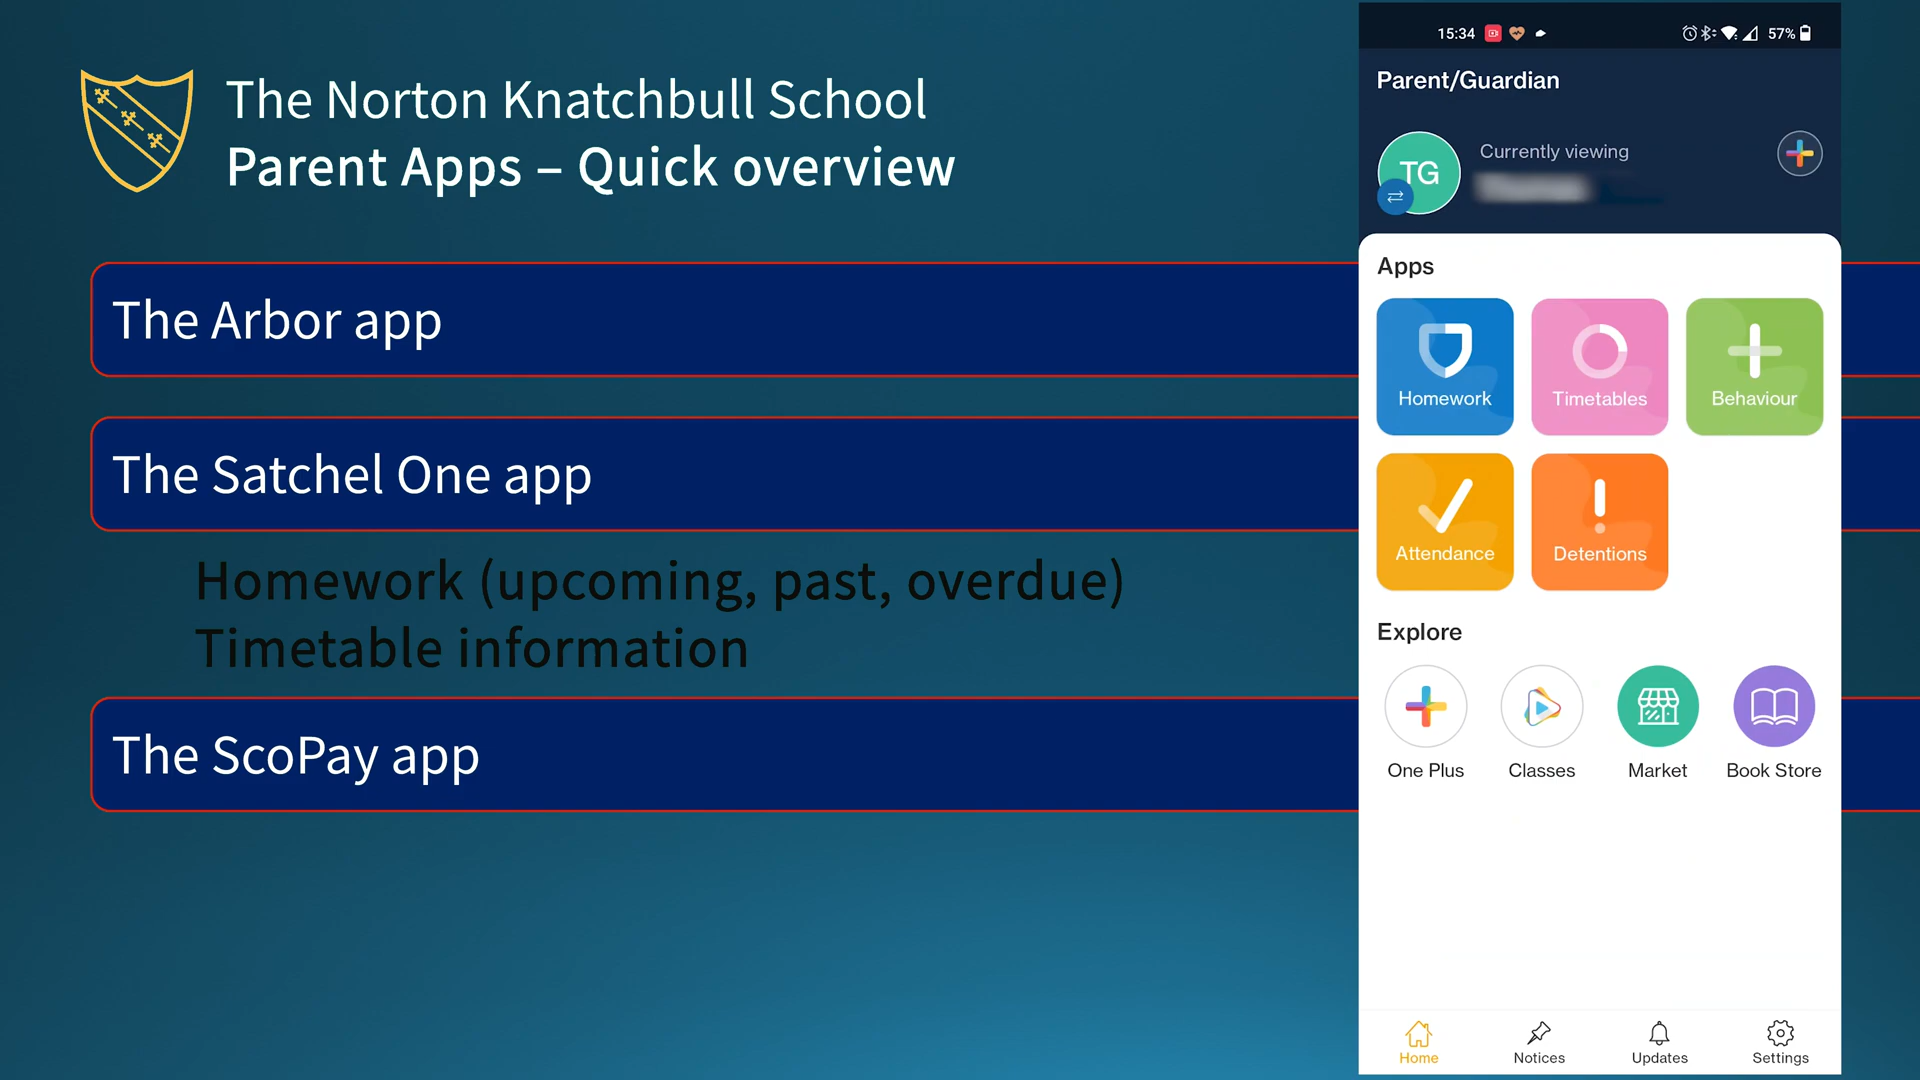 The Norton Knatchbull School
Parent Apps – Quick overview
The Arbor app
The Satchel One app
Homework (upcoming, past, overdue)
Timetable information
The ScoPay app
15:34
57%
Parent/Guardian
TG
Currently viewing
Apps
Homework
Timetables
Behaviour
Attendance
Detentions
Explore
One Plus
Classes
Market
Book Store
Home
Notices
Updates
Settings